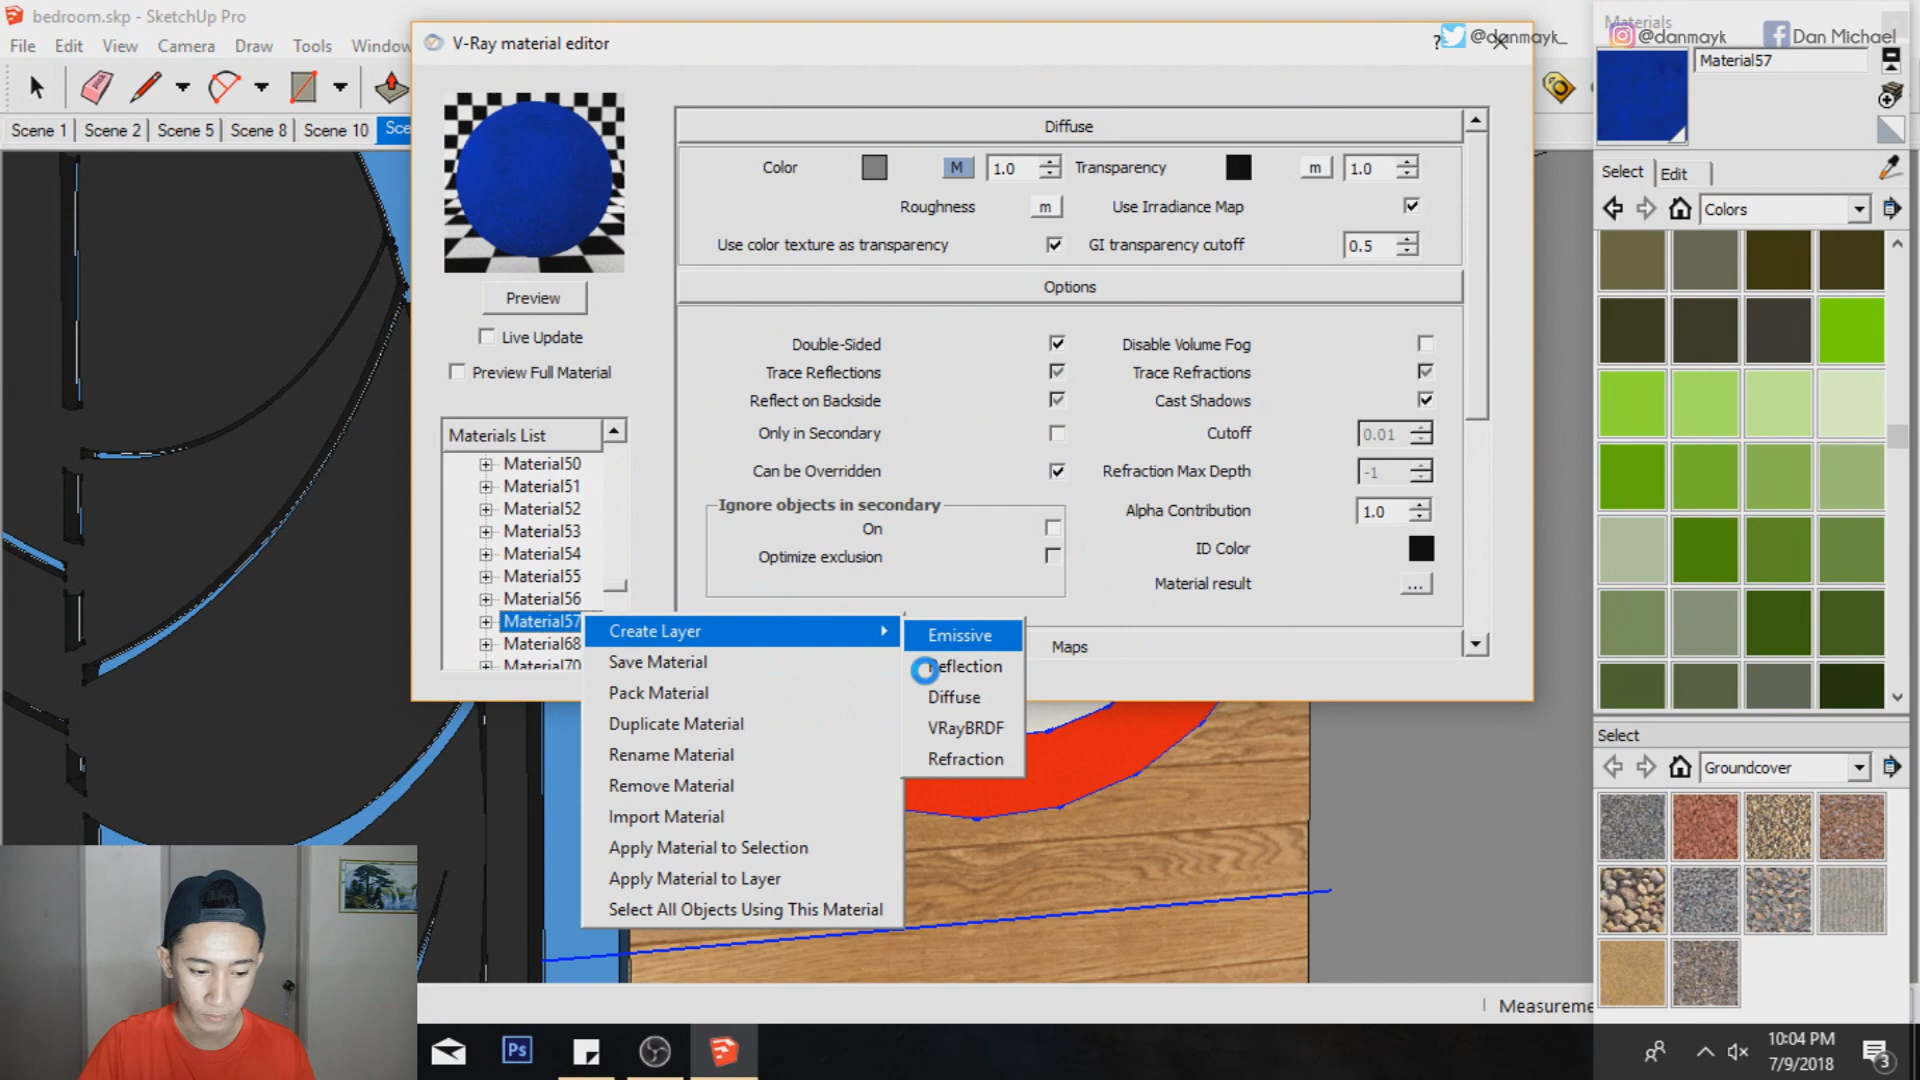 bedroom.skp - SketchUp Pro
File Edit View Camera Draw Tools Window
Scene 1 Scene 2 Scene 5 Scene 8 Scene 10
V-Ray material editor
?
@danmayk_
@danmayk
Dan Michael
Preview
Live Update
Preview Full Material
Materials List
Material50
Material51
Material52
Material53
Material54
Material55
Material56
Material57
Material68
Material70
Diffuse
Color M 1.0 Transparency m 1.0
Roughness m Use Irradiance Map
Use color texture as transparency GI transparency cutoff 0.5
Options
Double-Sided Disable Volume Fog
Trace Reflections Trace Refractions
Reflect on Backside Cast Shadows
Only in Secondary Cutoff 0.01
Can be Overridden Refraction Max Depth -1
Ignore objects in secondary
On
Optimize exclusion
Alpha Contribution 1.0
ID Color
Material result ...
Maps
Create Layer
Save Material
Pack Material
Duplicate Material
Rename Material
Remove Material
Import Material
Apply Material to Selection
Apply Material to Layer
Select All Objects Using This Material
Emissive
Reflection
Diffuse
VRayBRDF
Refraction
Materials
Material57
Select Edit
Colors
Select
Groundcover
Measureme
Ps
10:04 PM
7/9/2018
3